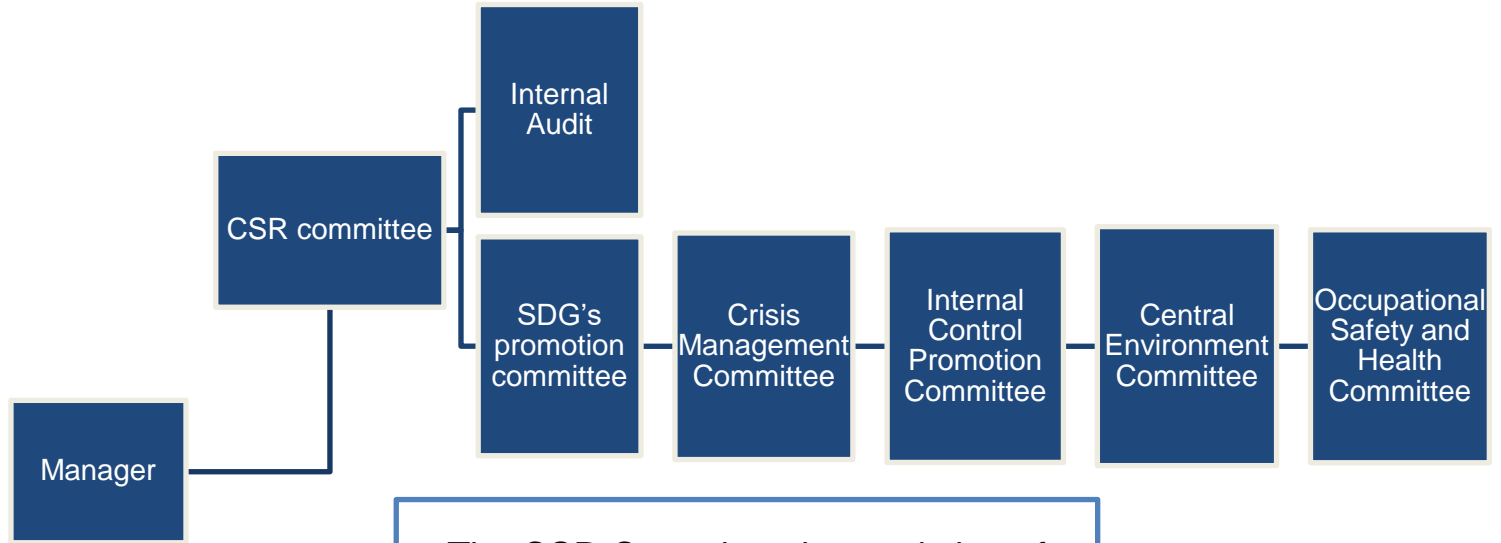 Internal
Audit
CSR committee
SDG’s
promotion
committee
Crisis
Management
Committee
Internal
Control
Promotion
Committee
Central
Environment
Committee
Occupational
Safety and
Health
Committee
Manager